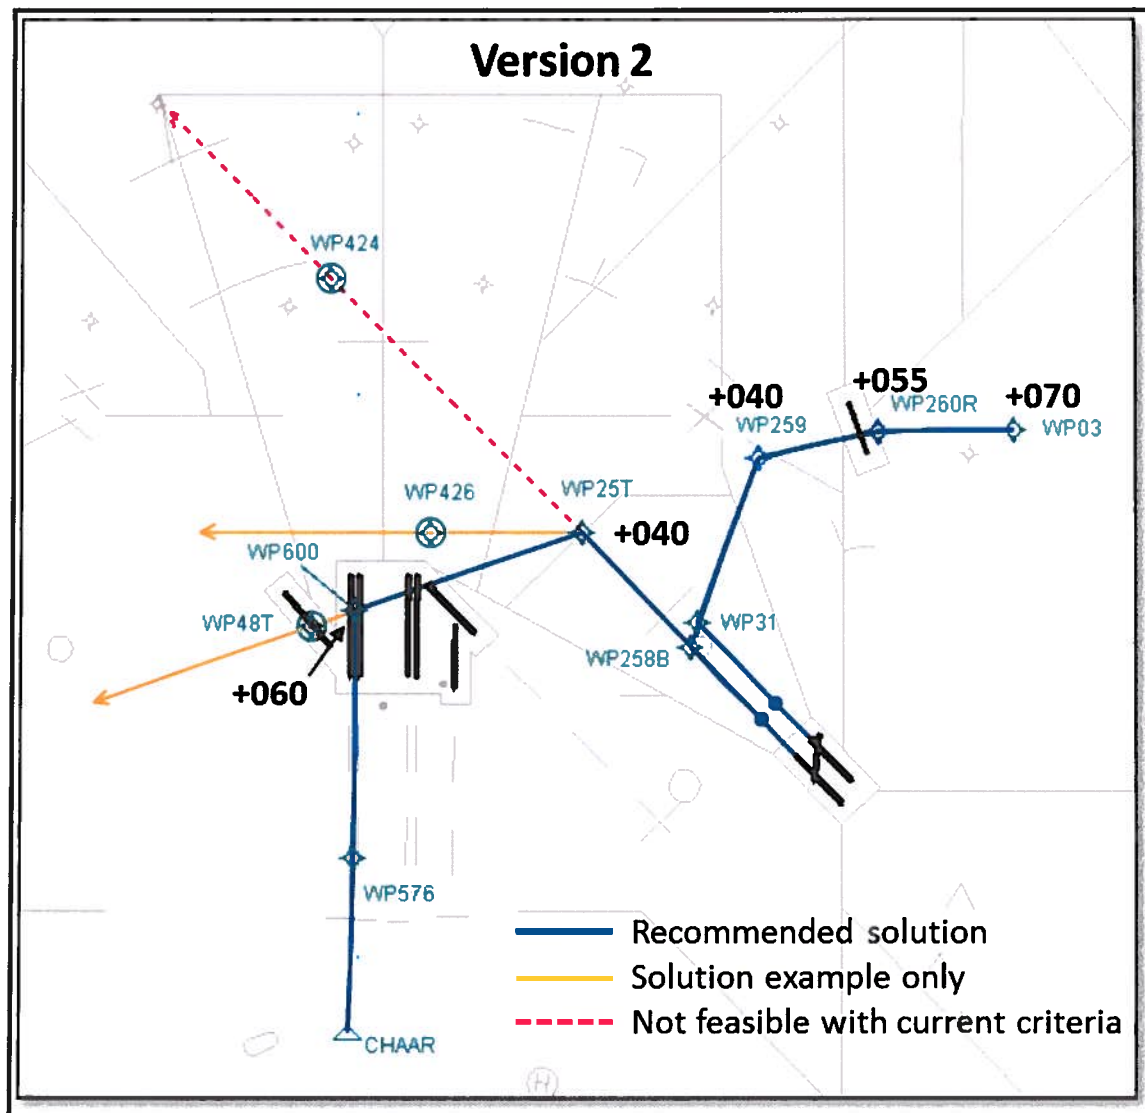 Version 2
WP424
+055
+040
WP260R
+070
WP259
WP03
WP426
WP25T
+040
WP600
WP48T
WP31
WP258B
+060
WP576
Recommended solution
Solution example only
Not feasible with current criteria
CHAAR
H